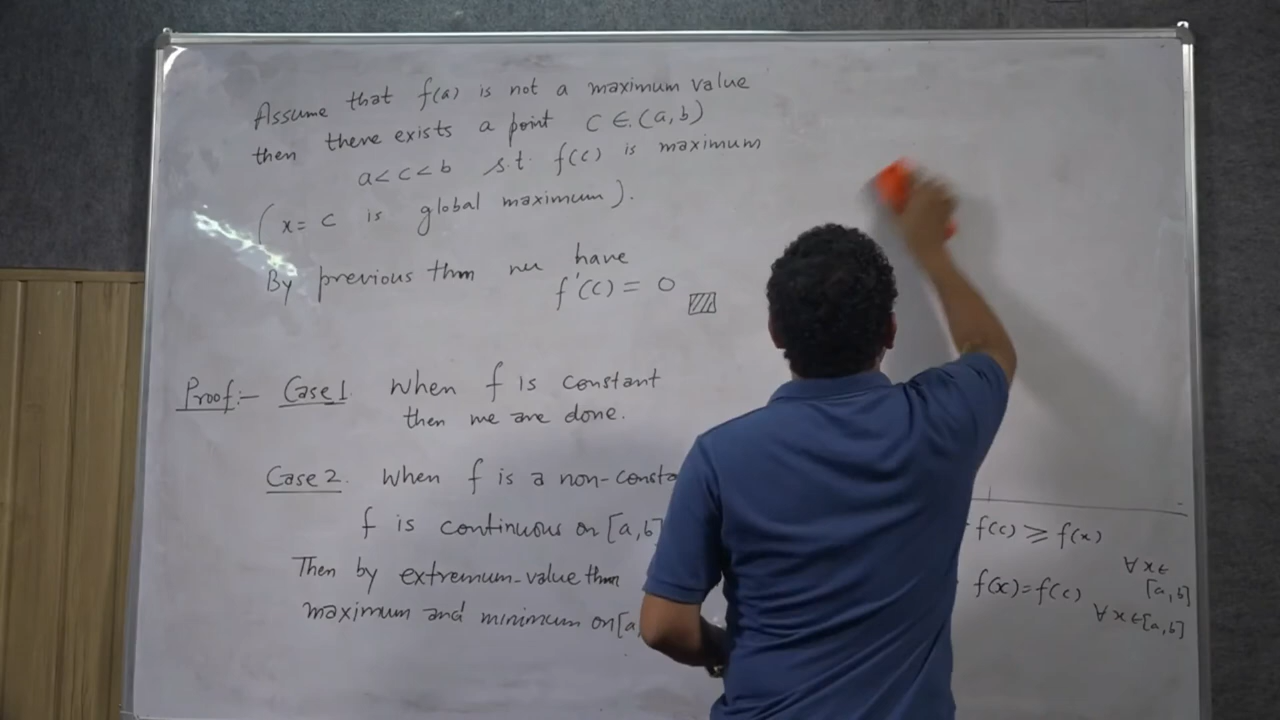 Assume that f(a) is not a maximum value
then there exists a point c ∈ (a, b)
a < c < b s.t. f(c) is maximum
(x = c is global maximum).
By previous thm we have
f'(c) = 0
Proof:- Case 1. When f is constant
then we are done.
Case 2. When f is a non-consta
f is continuous on [a, b]
Then by extremum-value thm
maximum and minimum on [a,
f(c) ≥ f(x)
∀ x ∈
[a, b]
f(x) = f(c)
∀ x ∈ [a, b]